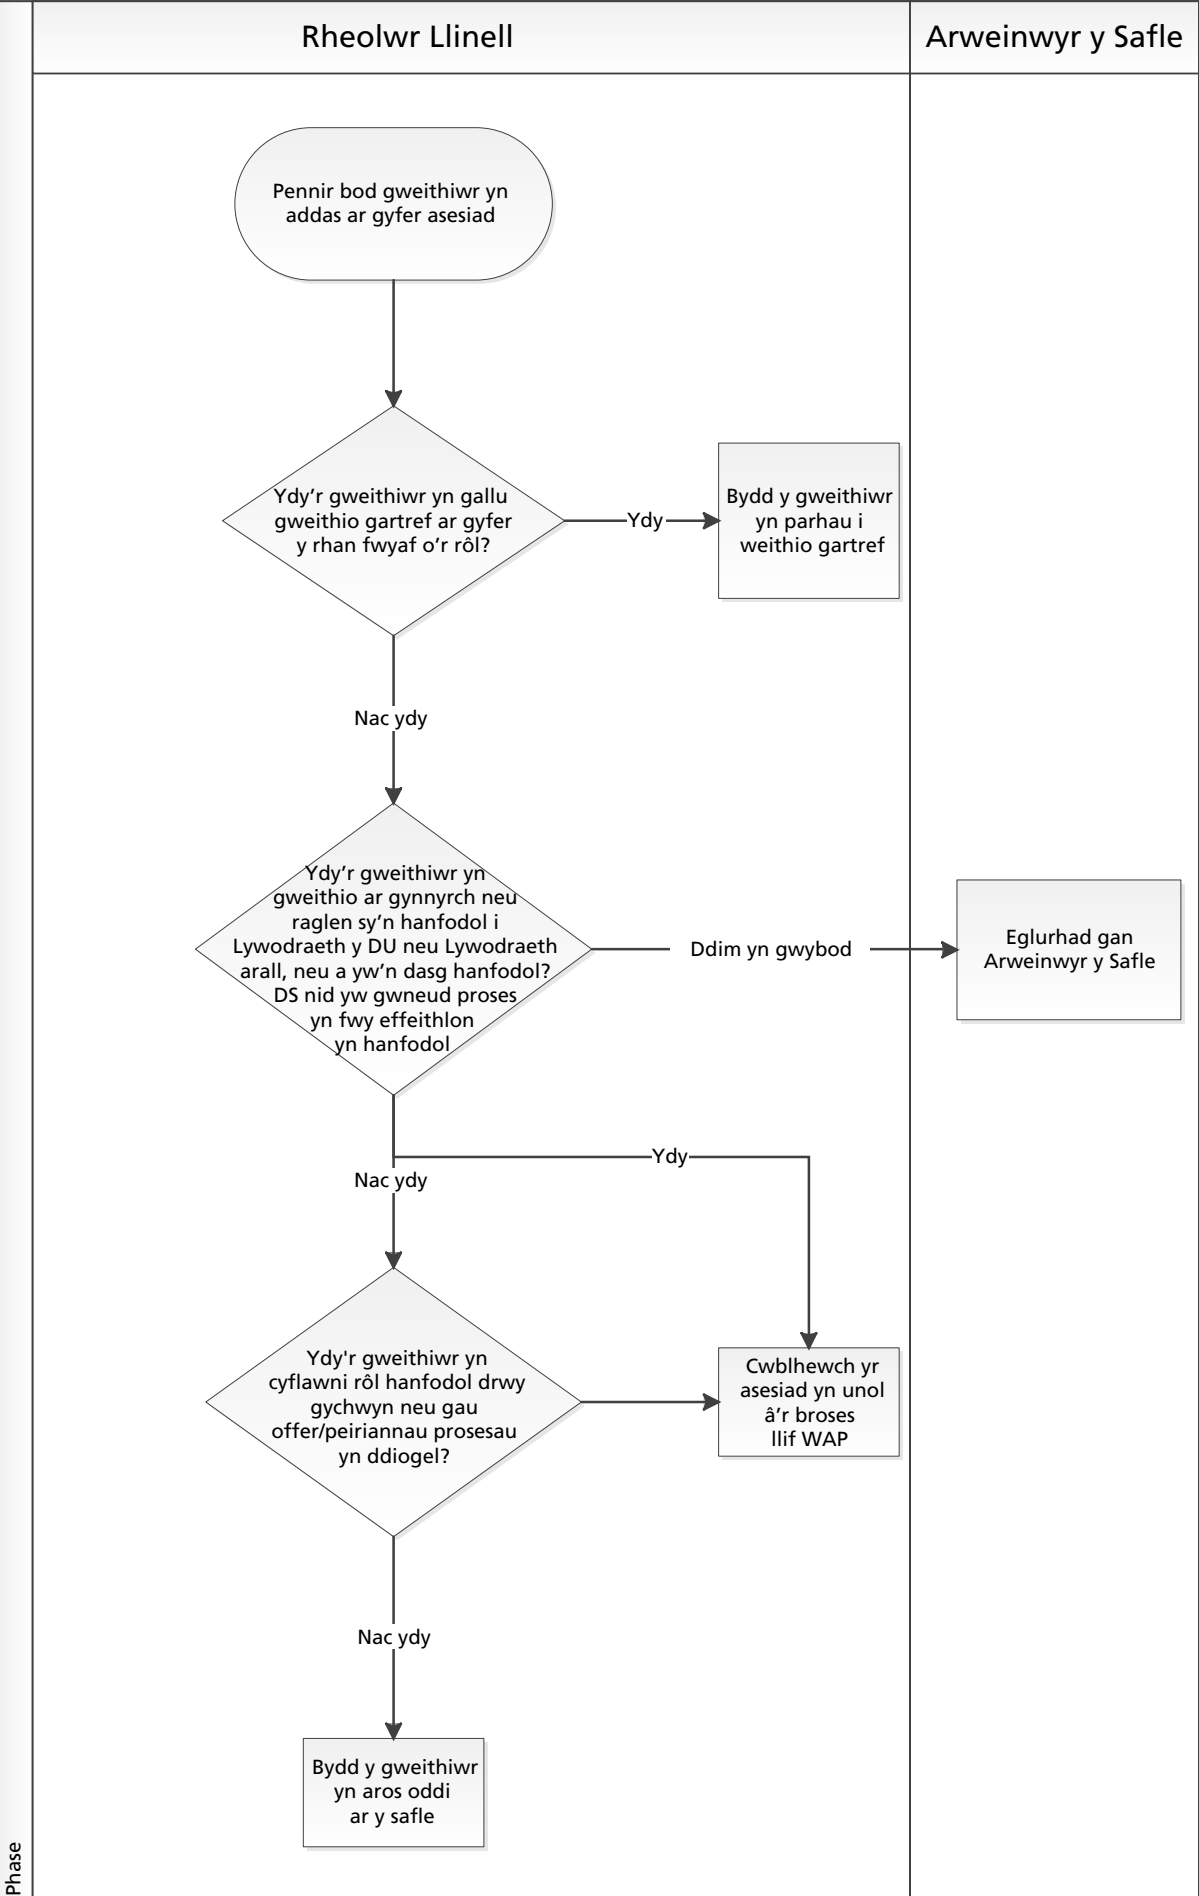 Rheolwr Llinell
Arweinwyr y Safle
Pennir bod gweithiwr yn
addas ar gyfer asesiad
Ydy’r gweithiwr yn gallu
gweithio gartref ar gyfer
y rhan fwyaf o’r rôl?
Ydy
Bydd y gweithiwr
yn parhau i
weithio gartref
Nac ydy
Ydy’r gweithiwr yn
gweithio ar gynnyrch neu
raglen sy’n hanfodol i
Lywodraeth y DU neu Lywodraeth
arall, neu a yw’n dasg hanfodol?
DS nid yw gwneud proses
yn fwy effeithlon
yn hanfodol
Ddim yn gwybod
Eglurhad gan
Arweinwyr y Safle
Ydy
Nac ydy
Ydy'r gweithiwr yn
cyflawni rôl hanfodol drwy
gychwyn neu gau
offer/peiriannau prosesau
yn ddiogel?
Cwblhewch yr
asesiad yn unol
â’r broses
llif WAP
Nac ydy
Bydd y gweithiwr
yn aros oddi
ar y safle
Phase